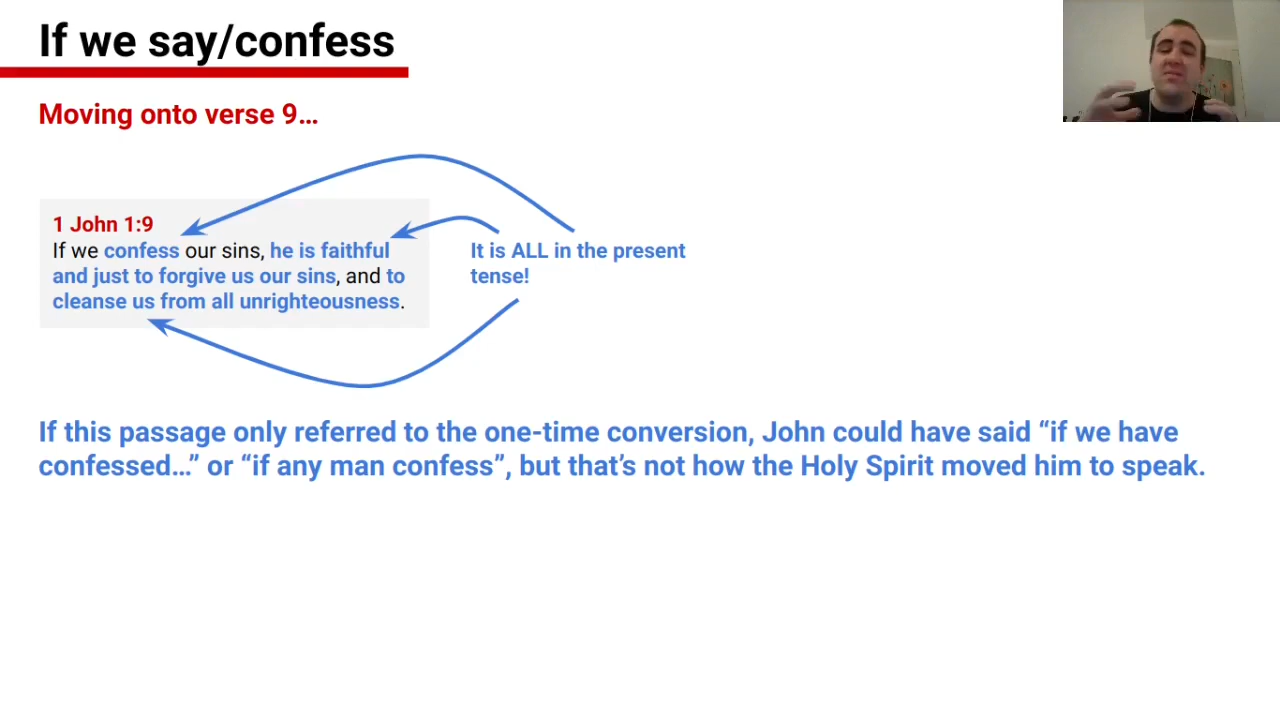 If we say/confess
Moving onto verse 9…
1 John 1:9
If we confess our sins, he is faithful
and just to forgive us our sins, and to
cleanse us from all unrighteousness.
It is ALL in the present
tense!
If this passage only referred to the one-time conversion, John could have said “if we have
confessed…” or “if any man confess”, but that’s not how the Holy Spirit moved him to speak.